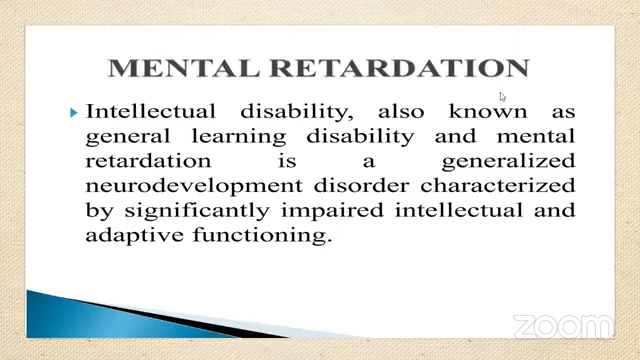 MENTAL RETARDATION
Intellectual disability, also known as
general learning disability and mental
retardation is a generalized
neurodevelopment disorder characterized
by significantly impaired intellectual and
adaptive functioning.
zoom